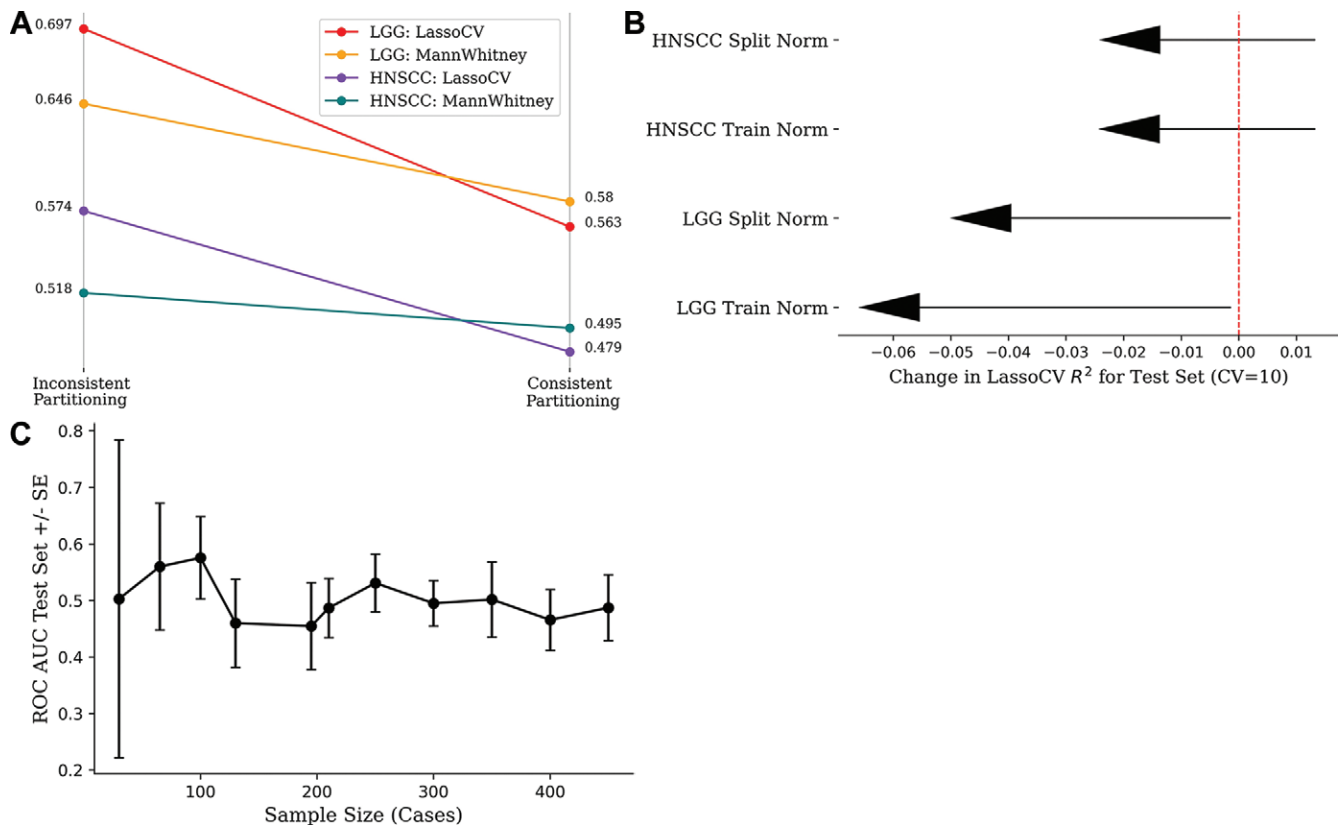 A
0.697
0.646
0.574
0.518
LGG: LassoCV
LGG: MannWhitney
HNSCC: LassoCV
HNSCC: MannWhitney
0.58
0.563
0.495
0.479
Inconsistent
Partitioning
Consistent
Partitioning
B
HNSCC Split Norm
HNSCC Train Norm
LGG Split Norm
LGG Train Norm
−0.06 −0.05 −0.04 −0.03 −0.02 −0.01 0.00 0.01
Change in LassoCV R² for Test Set (CV=10)
C
ROC AUC Test Set +/- SE
0.8
0.7
0.6
0.5
0.4
0.3
0.2
100 200 300 400
Sample Size (Cases)